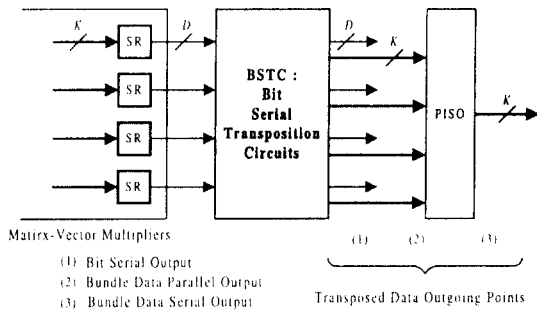 K
D
D
K
SR
SR
SR
SR
BSTC :
Bit
Serial
Transposition
Circuits
PISO
K
Matirx-Vector Multipliers
(1) (2) (3)
(1) Bit Serial Output
(2) Bundle Data Parallel Output
(3) Bundle Data Serial Output
Transposed Data Outgoing Points